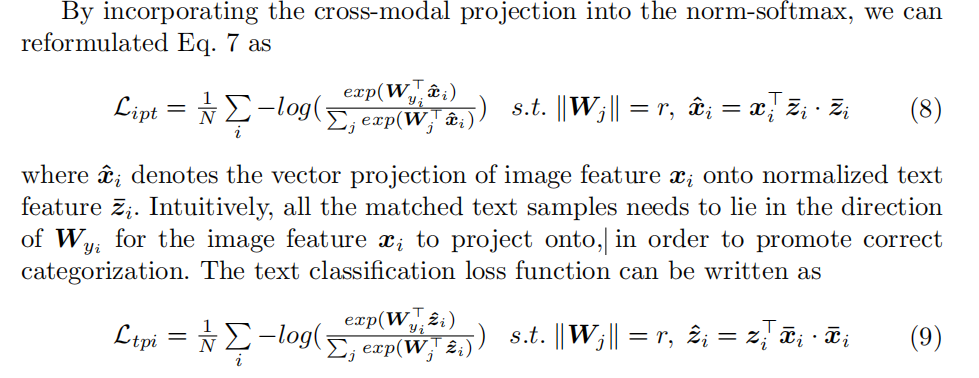 By incorporating the cross-modal projection into the norm-softmax, we can
reformulated Eq. 7 as
$\mathcal{L}_{ipt} = \frac{1}{N} \sum_i -log(\frac{exp(\boldsymbol{W}_{y_i}^\top \hat{\boldsymbol{x}}_i)}{\sum_j exp(\boldsymbol{W}_j^\top \hat{\boldsymbol{x}}_i)}) \quad s.t. \|\boldsymbol{W}_j\| = r, \hat{\boldsymbol{x}}_i = \boldsymbol{x}_i^\top \bar{\boldsymbol{z}}_i \cdot \bar{\boldsymbol{z}}_i$ (8)
where $\hat{\boldsymbol{x}}_i$ denotes the vector projection of image feature $\boldsymbol{x}_i$ onto normalized text
feature $\bar{\boldsymbol{z}}_i$. Intuitively, all the matched text samples needs to lie in the direction
of $\boldsymbol{W}_{y_i}$ for the image feature $\boldsymbol{x}_i$ to project onto, in order to promote correct
categorization. The text classification loss function can be written as
$\mathcal{L}_{tpi} = \frac{1}{N} \sum_i -log(\frac{exp(\boldsymbol{W}_{y_i}^\top \hat{\boldsymbol{z}}_i)}{\sum_j exp(\boldsymbol{W}_j^\top \hat{\boldsymbol{z}}_i)}) \quad s.t. \|\boldsymbol{W}_j\| = r, \hat{\boldsymbol{z}}_i = \boldsymbol{z}_i^\top \bar{\boldsymbol{x}}_i \cdot \bar{\boldsymbol{x}}_i$ (9)